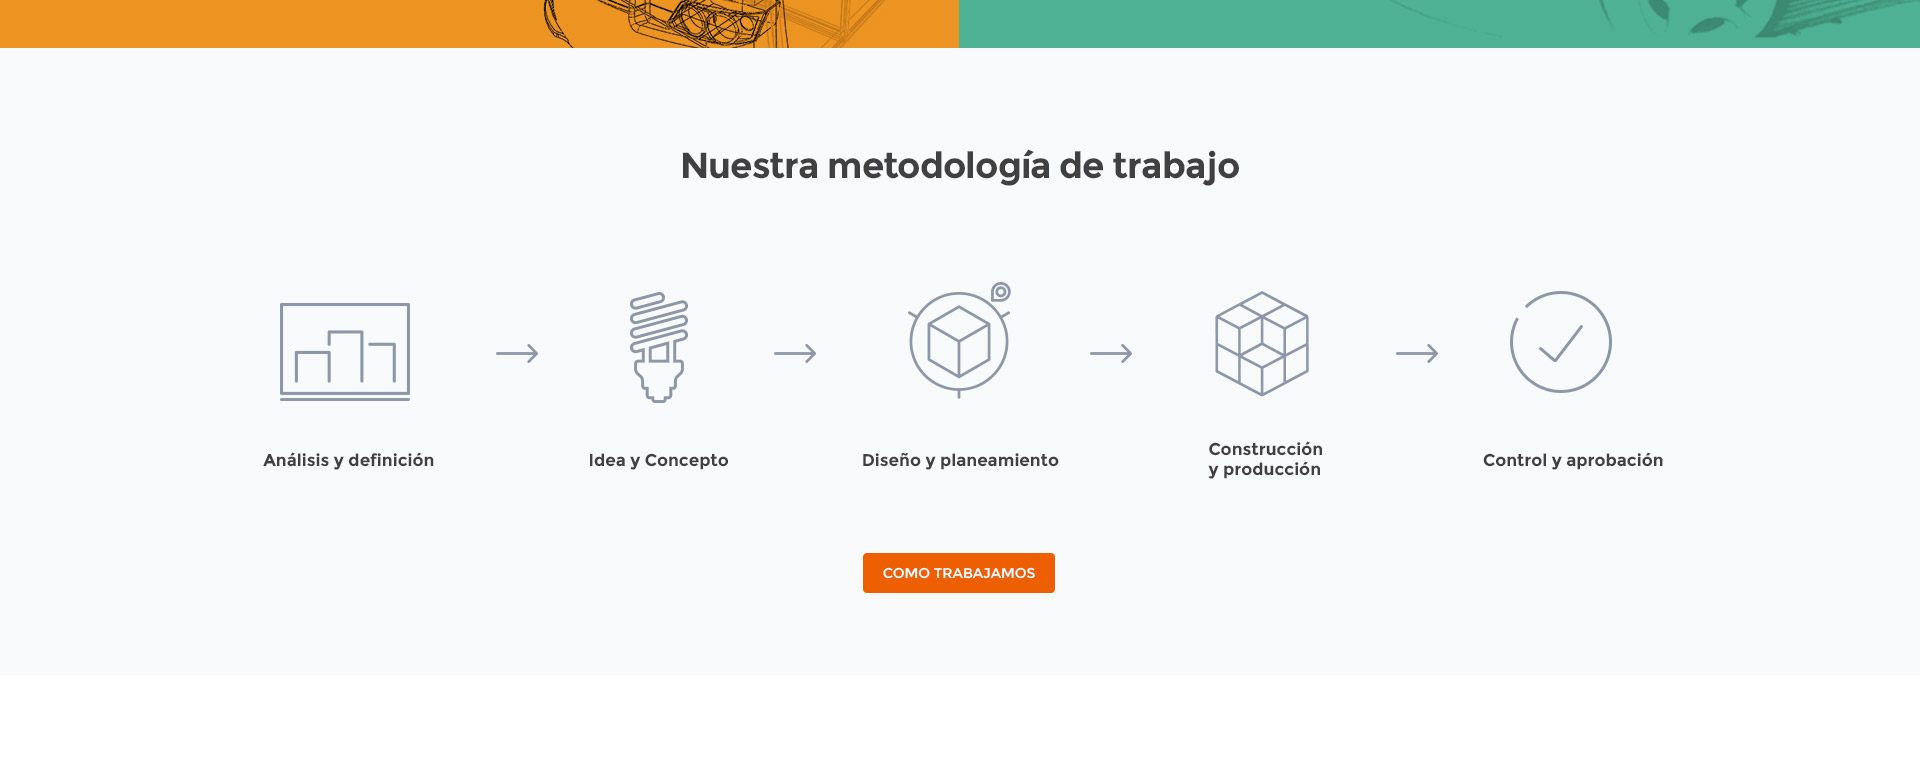 Nuestra metodología de trabajo
Análisis y definición
Idea y Concepto
Diseño y planeamiento
Construcción
y producción
Control y aprobación
COMO TRABAJAMOS